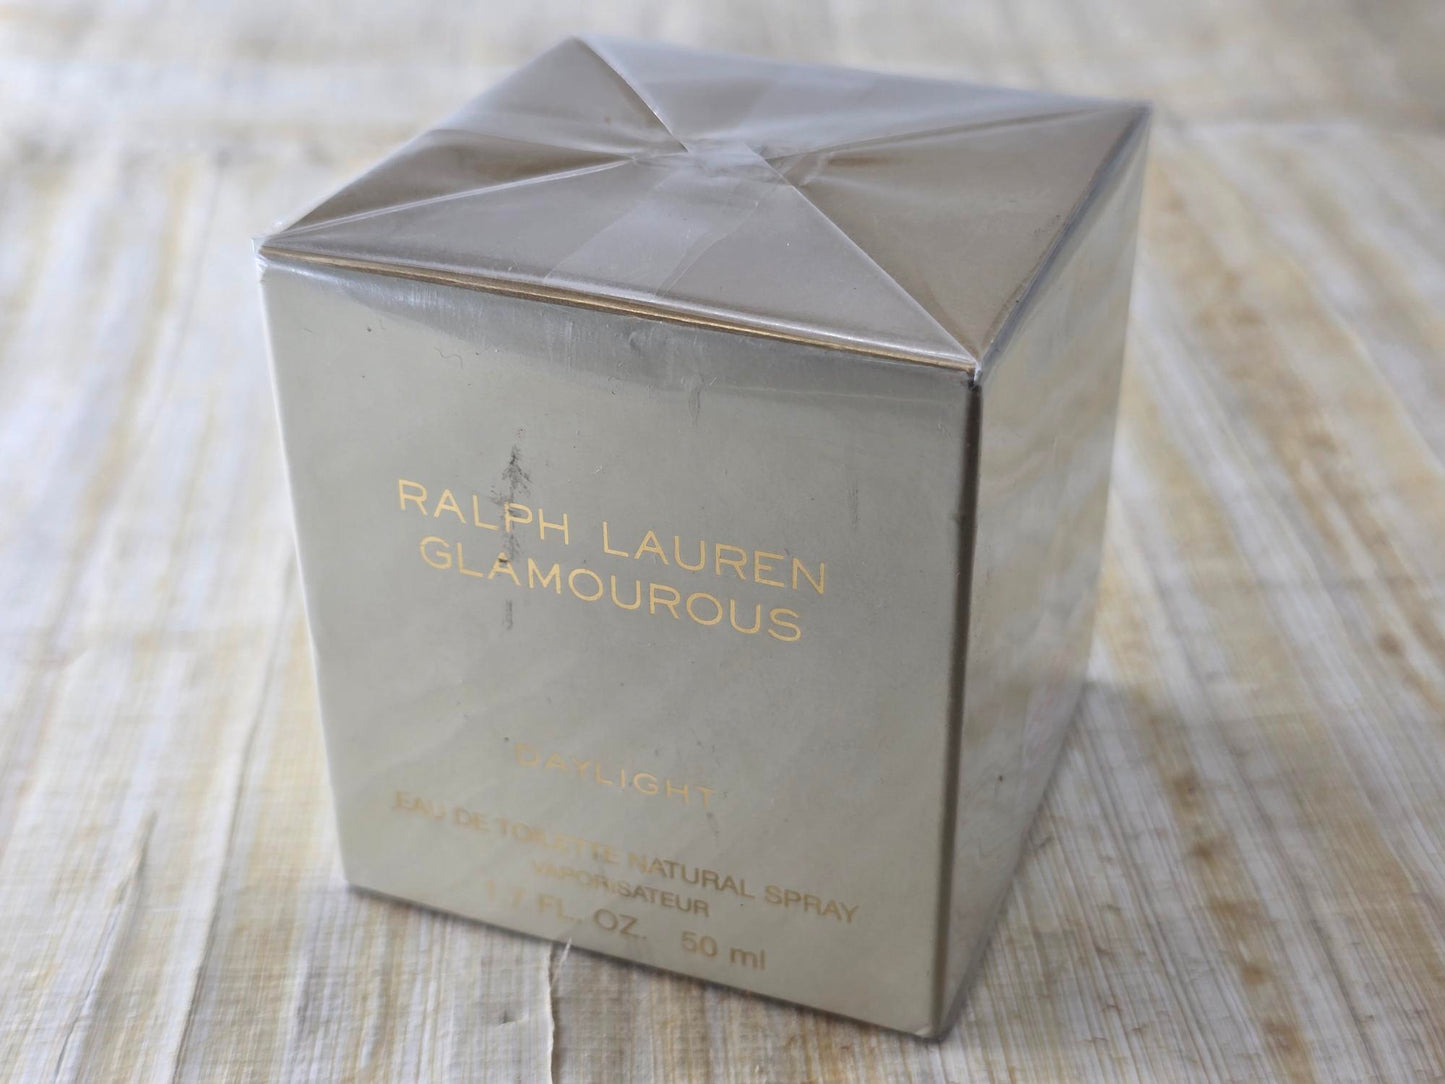 RALPH LAUREN
GLAMOUROUS
DAYLIGHT
EAU DE TOILETTE NATURAL SPRAY
VAPORISATEUR
1.7 FL. OZ. 50 ml